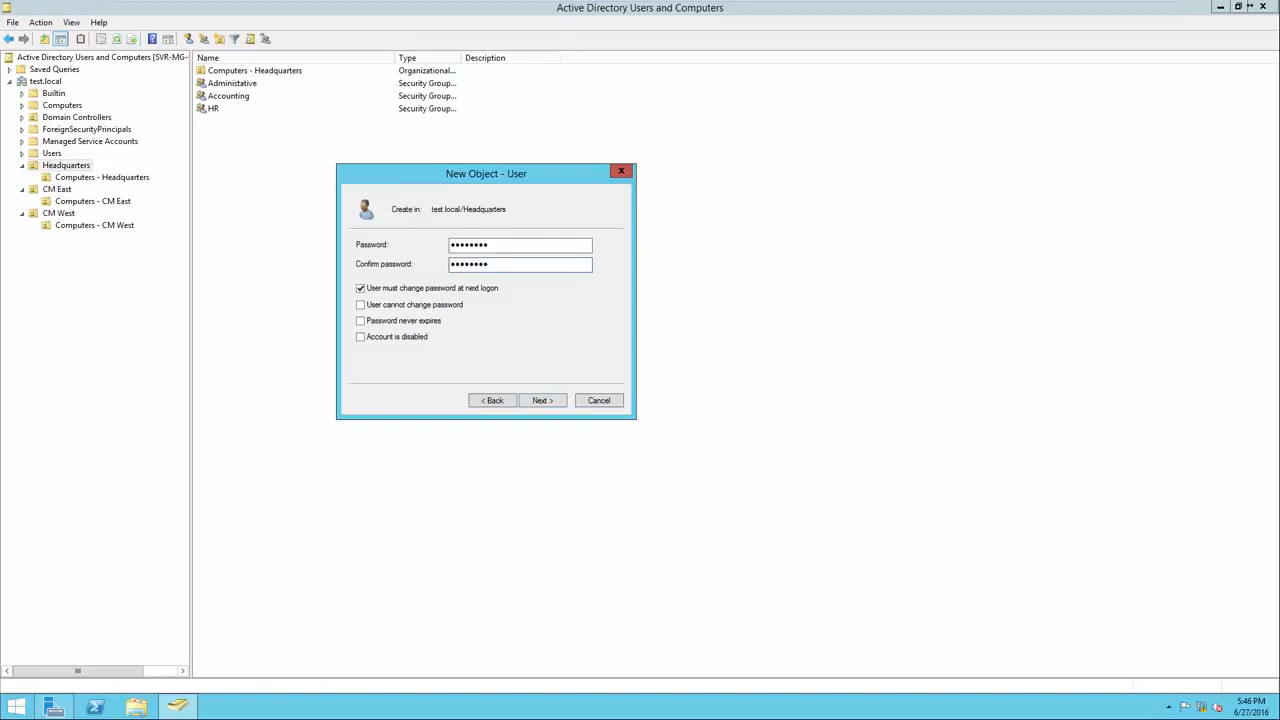 Active Directory Users and Computers
File Action View Help
Active Directory Users and Computers [SVR-MG-
Saved Queries
test.local
Builtin
Computers
Domain Controllers
ForeignSecurityPrincipals
Managed Service Accounts
Users
Headquarters
Computers - Headquarters
CM East
Computers - CM East
CM West
Computers - CM West
Name Type Description
Computers - Headquarters Organizational...
Administative Security Group...
Accounting Security Group...
HR Security Group...
New Object - User
Create in: test.local/Headquarters
Password:
Confirm password:
User must change password at next logon
User cannot change password
Password never expires
Account is disabled
< Back Next > Cancel
5:46 PM
6/27/2016